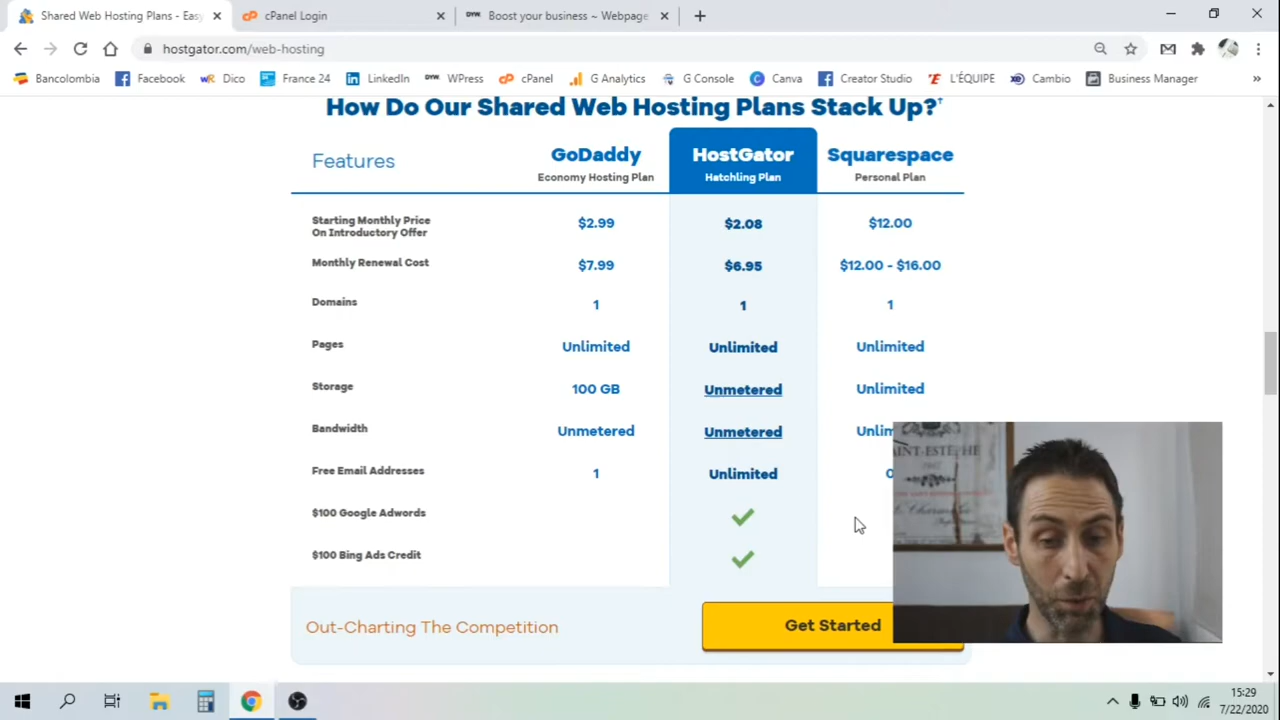 Shared Web Hosting Plans - Easy
cPanel Login
Boost your business ~ Webpage
hostgator.com/web-hosting
Bancolombia Facebook Dico France 24 LinkedIn WPress cPanel G Analytics G Console Canva Creator Studio L'ÉQUIPE Cambio Business Manager »
How Do Our Shared Web Hosting Plans Stack Up?†
Features GoDaddy HostGator Squarespace
Economy Hosting Plan Hatchling Plan Personal Plan
Starting Monthly Price
On Introductory Offer $2.99 $2.08 $12.00
Monthly Renewal Cost $7.99 $6.95 $12.00 - $16.00
Domains 1 1 1
Pages Unlimited Unlimited Unlimited
Storage 100 GB Unmetered Unlimited
Bandwidth Unmetered Unmetered Unlim
Free Email Addresses 1 Unlimited 0
$100 Google Adwords
$100 Bing Ads Credit
Out-Charting The Competition Get Started
15:29
7/22/2020